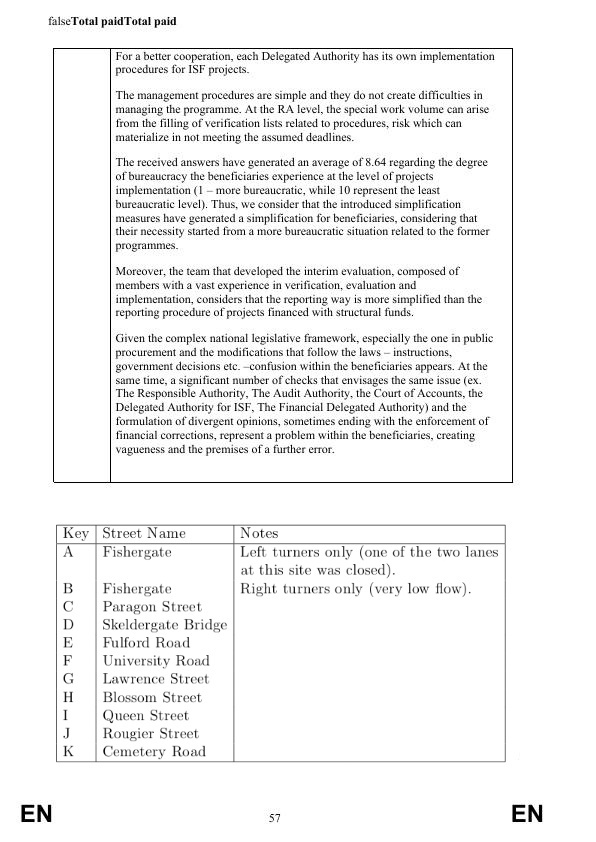 falseTotal paidTotal paid
For a better cooperation, each Delegated Authority has its own implementation
procedures for ISF projects.
The management procedures are simple and they do not create difficulties in
managing the programme. At the RA level, the special work volume can arise
from the filling of verification lists related to procedures, risk which can
materialize in not meeting the assumed deadlines.
The received answers have generated an average of 8.64 regarding the degree
of bureaucracy the beneficiaries experience at the level of projects
implementation (1 – more bureaucratic, while 10 represent the least
bureaucratic level). Thus, we consider that the introduced simplification
measures have generated a simplification for beneficiaries, considering that
their necessity started from a more bureaucratic situation related to the former
programmes.
Moreover, the team that developed the interim evaluation, composed of
members with a vast experience in verification, evaluation and
implementation, considers that the reporting way is more simplified than the
reporting procedure of projects financed with structural funds.
Given the complex national legislative framework, especially the one in public
procurement and the modifications that follow the laws – instructions,
government decisions etc. –confusion within the beneficiaries appears. At the
same time, a significant number of checks that envisages the same issue (ex.
The Responsible Authority, The Audit Authority, the Court of Accounts, the
Delegated Authority for ISF, The Financial Delegated Authority) and the
formulation of divergent opinions, sometimes ending with the enforcement of
financial corrections, represent a problem within the beneficiaries, creating
vagueness and the premises of a further error.
Key Street Name Notes
A Fishergate Left turners only (one of the two lanes
at this site was closed).
B Fishergate Right turners only (very low flow).
C Paragon Street
D Skeldergate Bridge
E Fulford Road
F University Road
G Lawrence Street
H Blossom Street
I Queen Street
J Rougier Street
K Cemetery Road
EN 57 EN